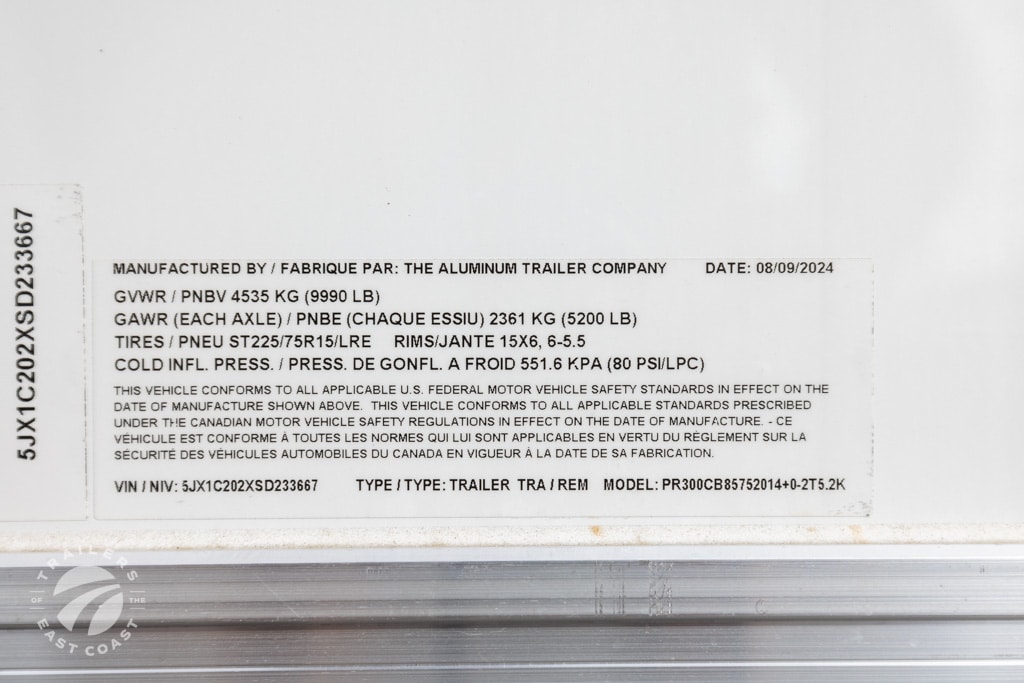 5JX1C202XSD233667
MANUFACTURED BY / FABRIQUE PAR: THE ALUMINUM TRAILER COMPANY DATE: 08/09/2024
GVWR / PNBV 4535 KG (9990 LB)
GAWR (EACH AXLE) / PNBE (CHAQUE ESSIU) 2361 KG (5200 LB)
TIRES / PNEU ST225/75R15/LRE RIMS/JANTE 15X6, 6-5.5
COLD INFL. PRESS. / PRESS. DE GONFL. A FROID 551.6 KPA (80 PSI/LPC)
THIS VEHICLE CONFORMS TO ALL APPLICABLE U.S. FEDERAL MOTOR VEHICLE SAFETY STANDARDS IN EFFECT ON THE
DATE OF MANUFACTURE SHOWN ABOVE. THIS VEHICLE CONFORMS TO ALL APPLICABLE STANDARDS PRESCRIBED
UNDER THE CANADIAN MOTOR VEHICLE SAFETY REGULATIONS IN EFFECT ON THE DATE OF MANUFACTURE. - CE
VÉHICULE EST CONFORME À TOUTES LES NORMES QUI LUI SONT APPLICABLES EN VERTU DU RÈGLEMENT SUR LA
SÉCURITÉ DES VÉHICULES AUTOMOBILES DU CANADA EN VIGUEUR À LA DATE DE SA FABRICATION.
VIN / NIV: 5JX1C202XSD233667 TYPE / TYPE: TRAILER TRA / REM MODEL: PR300CB85752014+0-2T5.2K
TRAILERS
OF THE
EAST COAST